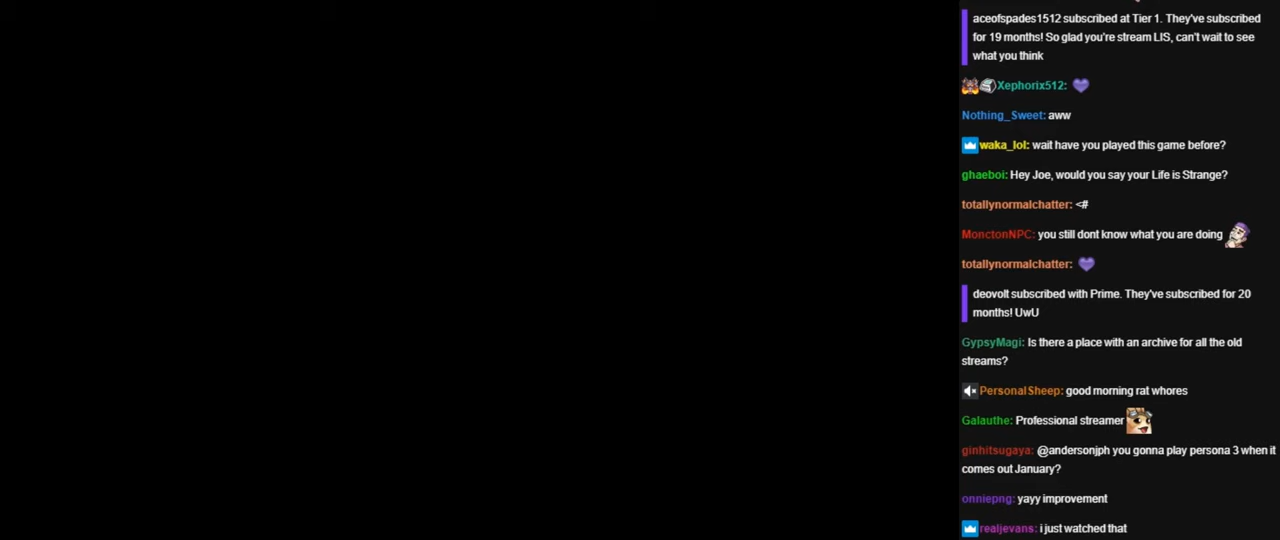 aceofspades1512 subscribed at Tier 1. They've subscribed
for 19 months! So glad you're stream LIS, can't wait to see
what you think
Xephorix512:
Nothing_Sweet: aww
waka_lol: wait have you played this game before?
ghaeboi: Hey Joe, would you say your Life is Strange?
totallynormalchatter: <#
MonctonNPC: you still dont know what you are doing
totallynormalchatter:
deovolt subscribed with Prime. They've subscribed for 20
months! UwU
GypsyMagi: Is there a place with an archive for all the old
streams?
PersonalSheep: good morning rat whores
Galauthe: Professional streamer
ginhitsugaya: @andersonjph you gonna play persona 3 when it
comes out January?
onniepng: yayy improvement
realjevans: i just watched that